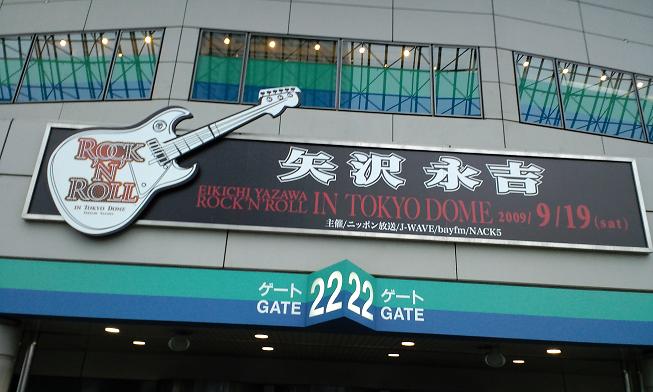 ROCK
'N'
ROLL
IN TOKYO DOME
EIKICHI YAZAWA
矢沢永吉
EIKICHI YAZAWA
ROCK'N'ROLL IN TOKYO DOME 2009/9/19(sat)
主催/ニッポン放送/J-WAVE/bayfm/NACK5
ゲート 22 22 ゲート
GATE GATE